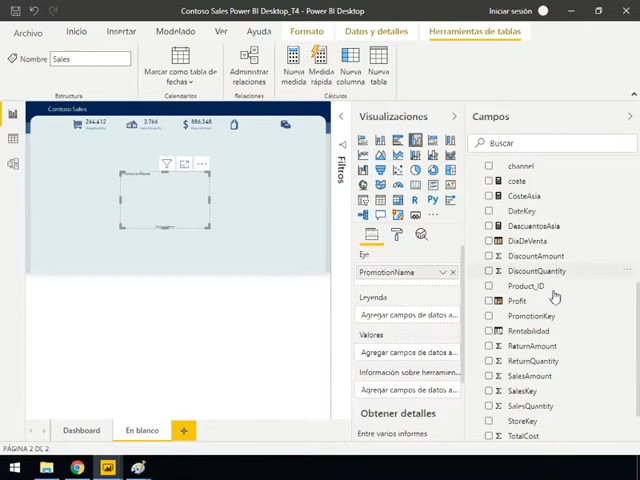 Contoso Sales Power BI Desktop_T4 - Power BI Desktop
Iniciar sesión
Archivo Inicio Insertar Modelado Ver Ayuda Formato Datos y detalles Herramientas de tablas
Nombre Sales
Marcar como tabla de fechas
Administrar relaciones
Nueva medida
Medida rápida
Nueva columna
Nueva tabla
Estructura Calendarios Relaciones Cálculos
Contoso Sales
264,412
3,766
$ 886,348
PromotionName
Filtros
Visualizaciones
Eje
PromotionName
Leyenda
Agregar campos de datos a...
Valores
Agregar campos de datos a...
Información sobre herramien...
Agregar campos de datos a...
Obtener detalles
Entre varios informes
Campos
Buscar
channel
coste
CosteAsia
DateKey
DescuentosAsia
DiaDeVenta
DiscountAmount
DiscountQuantity
Product_ID
Profit
PromotionKey
Rentabilidad
ReturnAmount
ReturnQuantity
SalesAmount
SalesKey
SalesQuantity
StoreKey
TotalCost
Dashboard En blanco
PÁGINA 2 DE 2